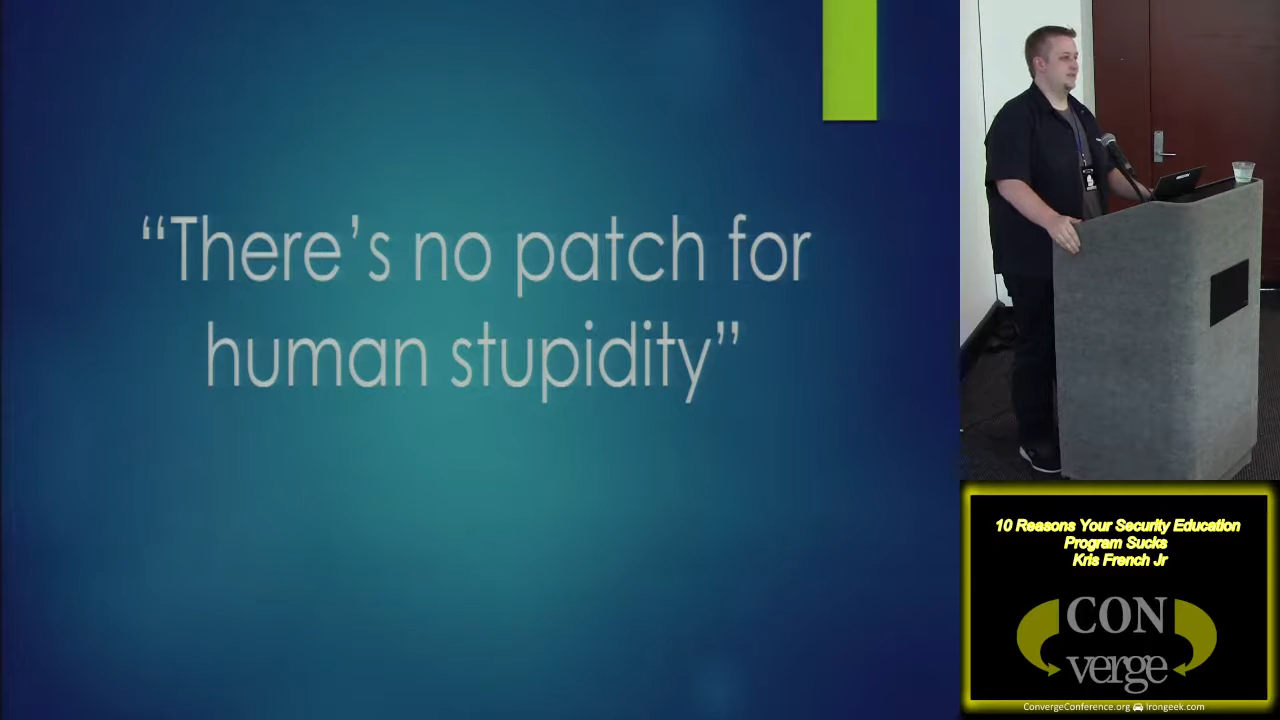 “There’s no patch for
human stupidity”
10 Reasons Your Security Education
Program Sucks
Kris French Jr
CON
verge
ConvergeConference.org Irongeek.com